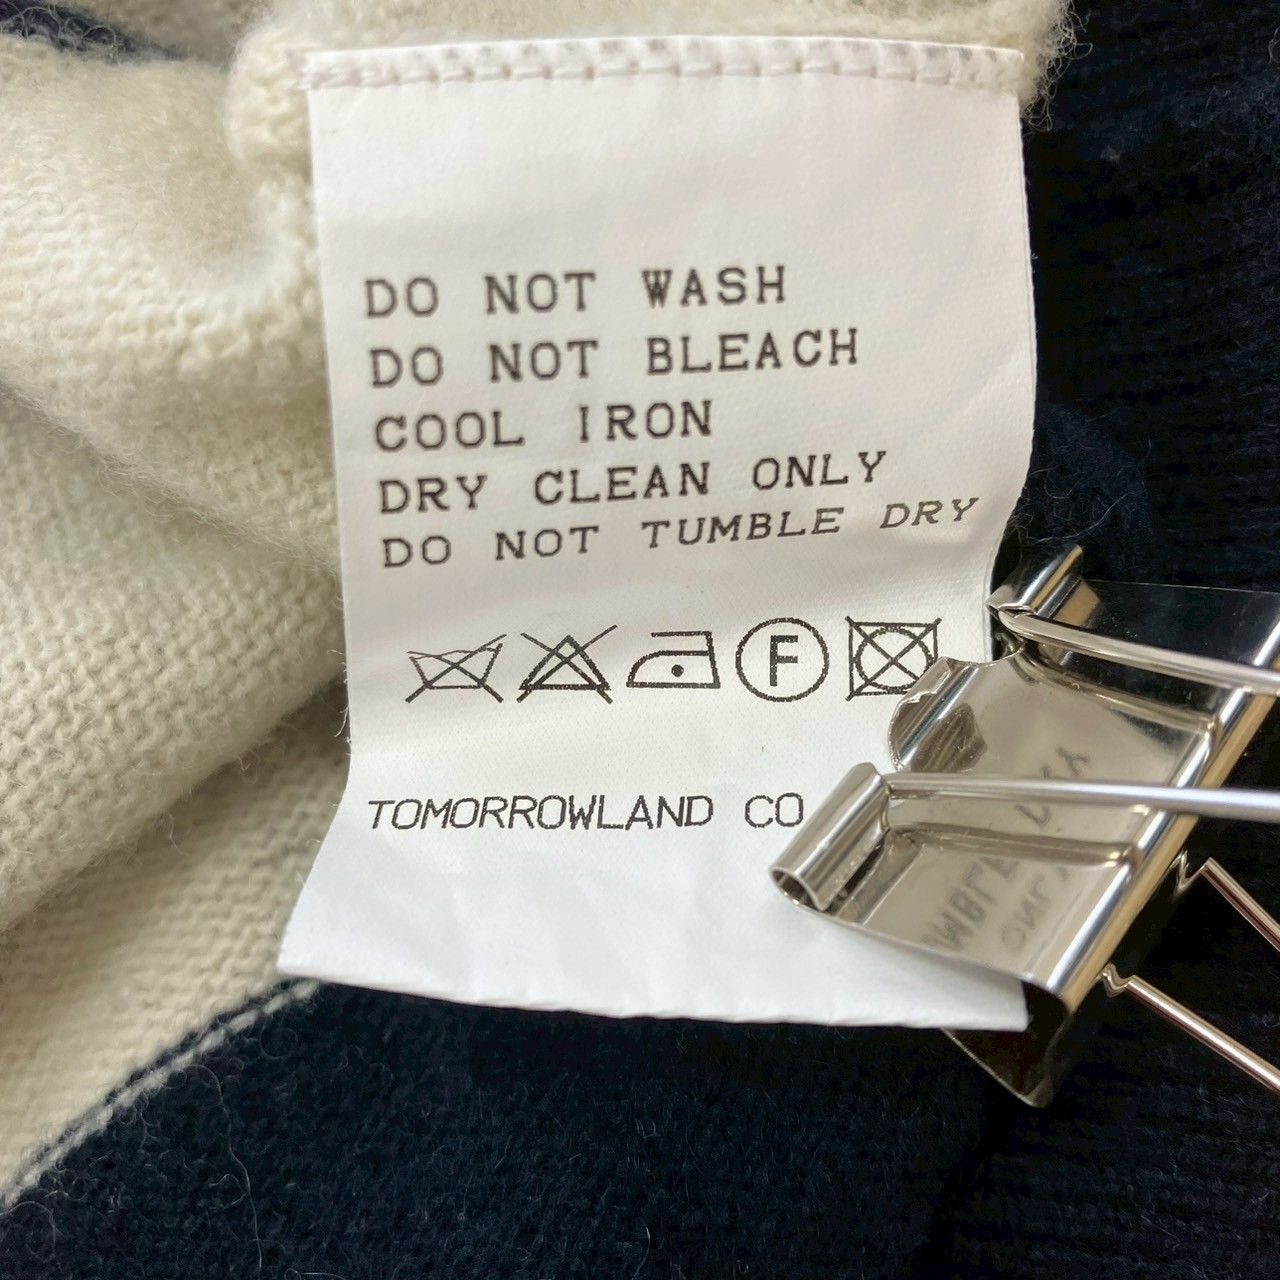 DO NOT WASH
DO NOT BLEACH
COOL IRON
DRY CLEAN ONLY
DO NOT TUMBLE DRY
F
TOMORROWLAND CO